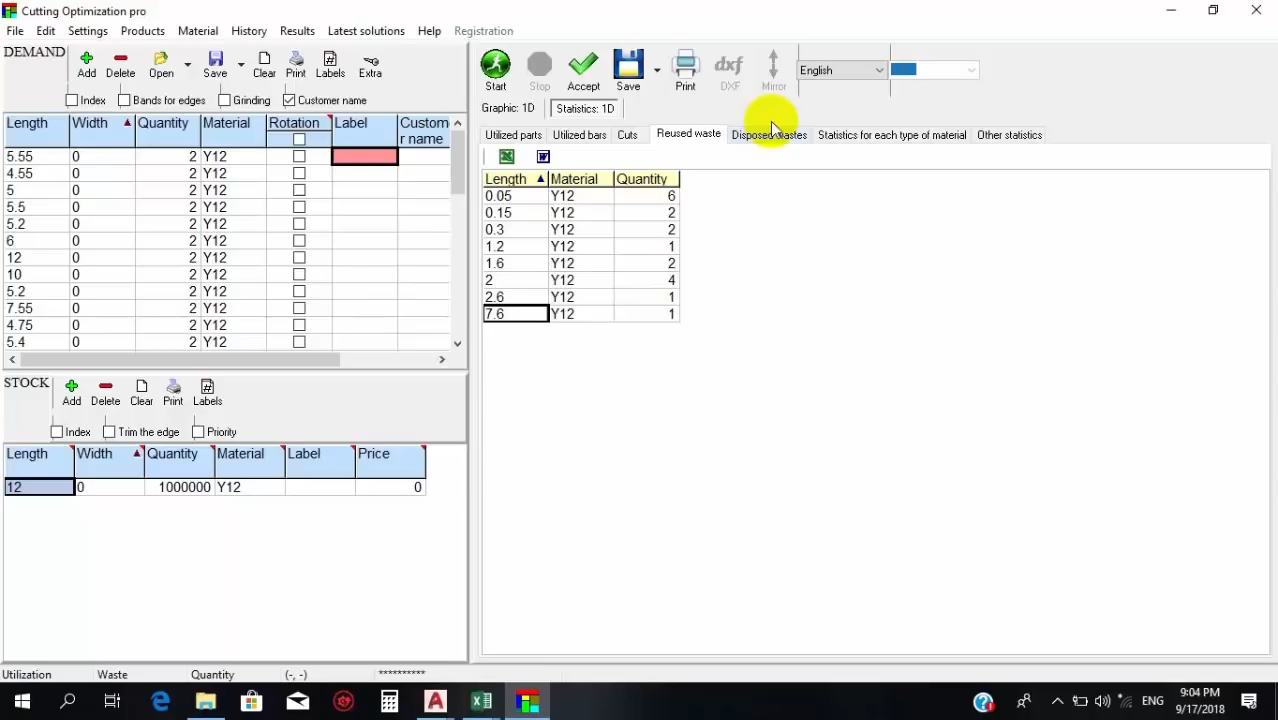 Cutting Optimization pro
File Edit Settings Products Material History Results Latest solutions Help Registration
DEMAND
Add Delete Open Save Clear Print Labels Extra
Index Bands for edges Grinding Customer name
Length Width Quantity Material Rotation Label Custome
r name
5.55 0 2 Y12
4.55 0 2 Y12
5 0 2 Y12
5.5 0 2 Y12
5.2 0 2 Y12
6 0 2 Y12
12 0 2 Y12
10 0 2 Y12
5.2 0 2 Y12
7.55 0 2 Y12
4.75 0 2 Y12
5.4 0 2 Y12
STOCK
Add Delete Clear Print Labels
Index Trim the edge Priority
Length Width Quantity Material Label Price
12 0 1000000 Y12 0
Start Stop Accept Save Print dxf DXF Mirror English
Graphic: 1D Statistics: 1D
Utilized parts Utilized bars Cuts Reused waste Disposed wastes Statistics for each type of material Other statistics
Length Material Quantity
0.05 Y12 6
0.15 Y12 2
0.3 Y12 2
1.2 Y12 1
1.6 Y12 2
2 Y12 4
2.6 Y12 1
7.6 Y12 1
Utilization Waste Quantity (-, -) **********
ENG
9:04 PM
9/17/2018